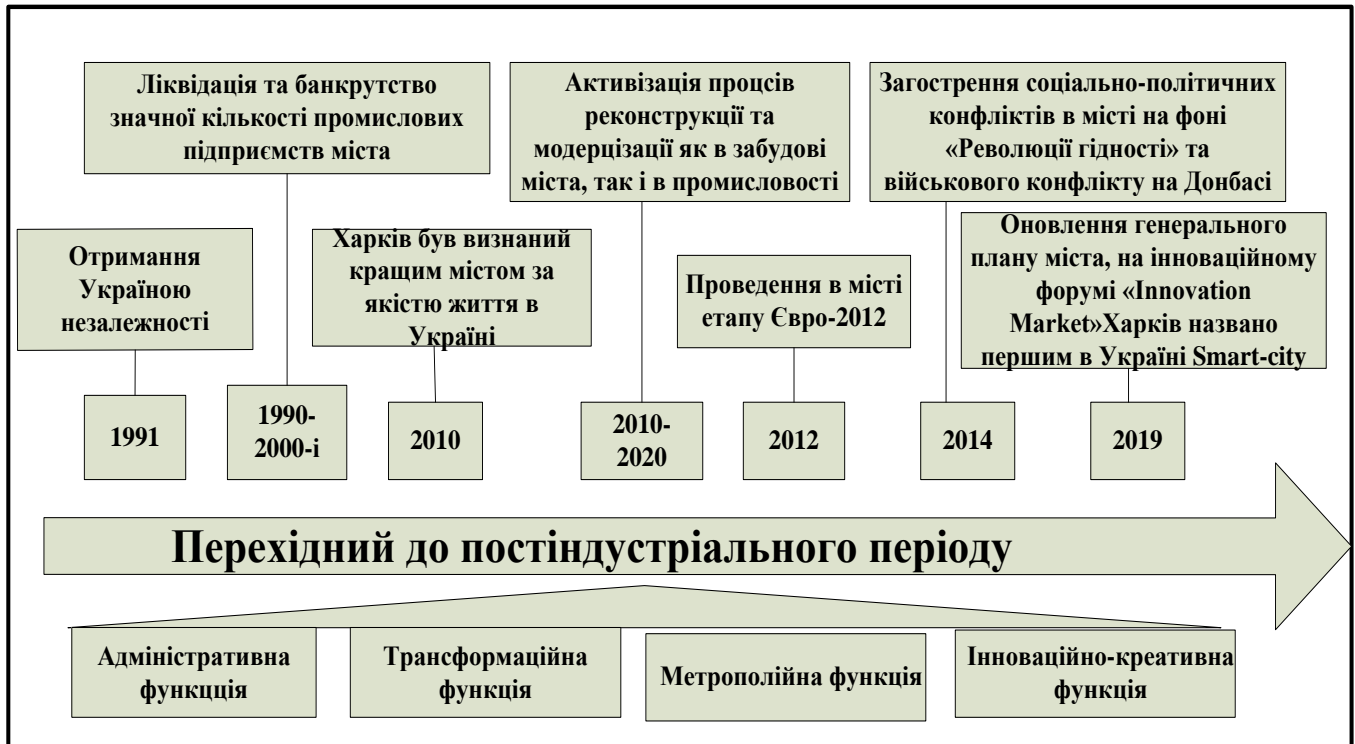 Ліквідація та банкрутство
значної кількості промислових
підприємств міста
Активізація процсів
реконструкції та
модерцізації як в забудові
міста, так і в промисловості
Загострення соціально-політичних
конфліктів в місті на фоні
«Революції гідності» та
військового конфлікту на Донбасі
Отримання
Україною
незалежності
Харків був визнаний
кращим містом за
якістю життя в
Україні
Проведення в місті
етапу Євро-2012
Оновлення генерального
плану міста, на інноваційному
форумі «Innovation
Market»Харків названо
першим в Україні Smart-city
1991
1990-
2000-і
2010
2010-
2020
2012
2014
2019
Перехідний до постіндустріального періоду
Адміністративна
функцція
Трансформаційна
функція
Метрополійна функція
Інноваційно-креативна
функція